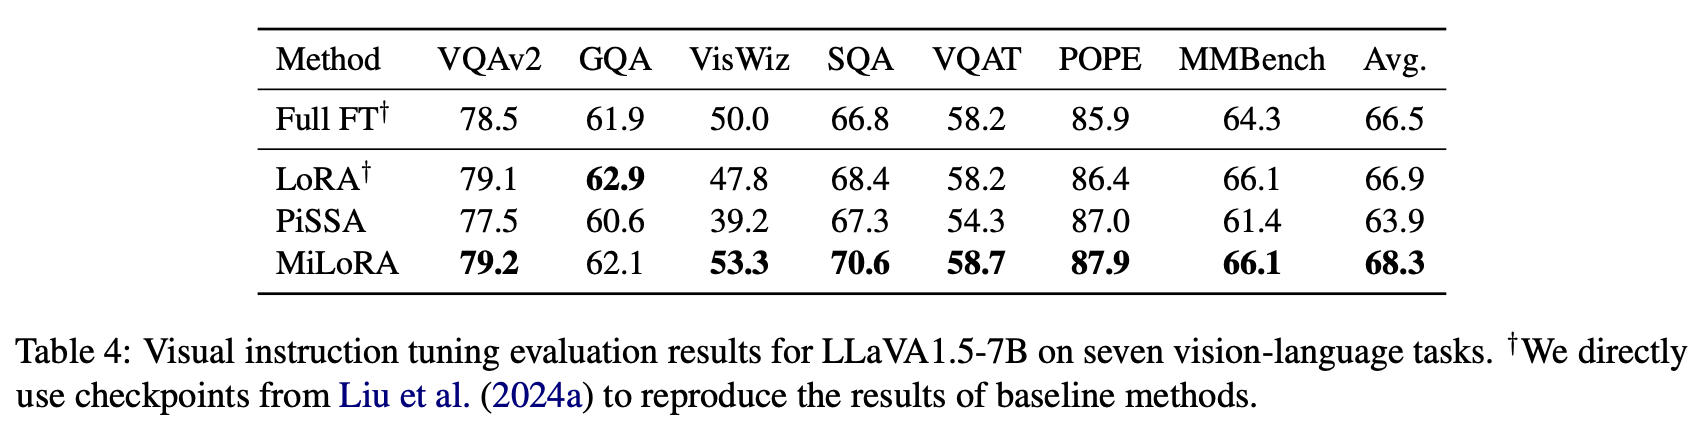 Method VQAv2 GQA VisWiz SQA VQAT POPE MMBench Avg.
Full FT† 78.5 61.9 50.0 66.8 58.2 85.9 64.3 66.5
LoRA† 79.1 62.9 47.8 68.4 58.2 86.4 66.1 66.9
PiSSA 77.5 60.6 39.2 67.3 54.3 87.0 61.4 63.9
MiLoRA 79.2 62.1 53.3 70.6 58.7 87.9 66.1 68.3
Table 4: Visual instruction tuning evaluation results for LLaVA1.5-7B on seven vision-language tasks. †We directly
use checkpoints from Liu et al. (2024a) to reproduce the results of baseline methods.